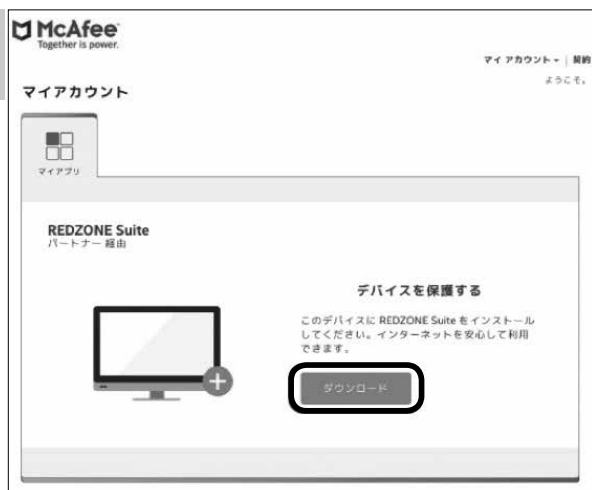 McAfee
Together is power.
マイ アカウント | 契約
ようこそ。
マイアカウント
マイアプリ
REDZONE Suite
パートナー 経由
デバイスを保護する
このデバイスに REDZONE Suite をインストール
してください。インターネットを安心して利用
できます。
ダウンロード